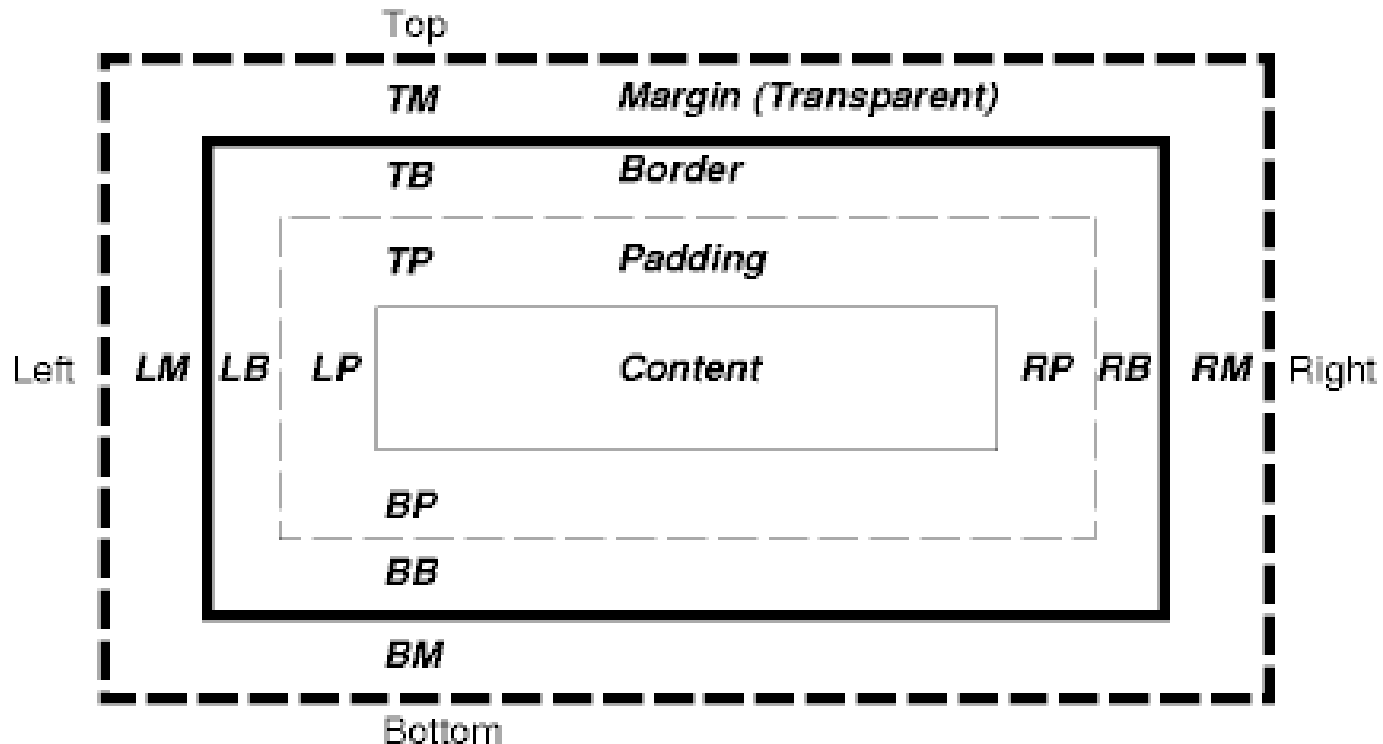 Top
TM Margin (Transparent)
TB Border
TP Padding
Left LM LB LP Content RP RB RM Right
BP
BB
BM
Bottom